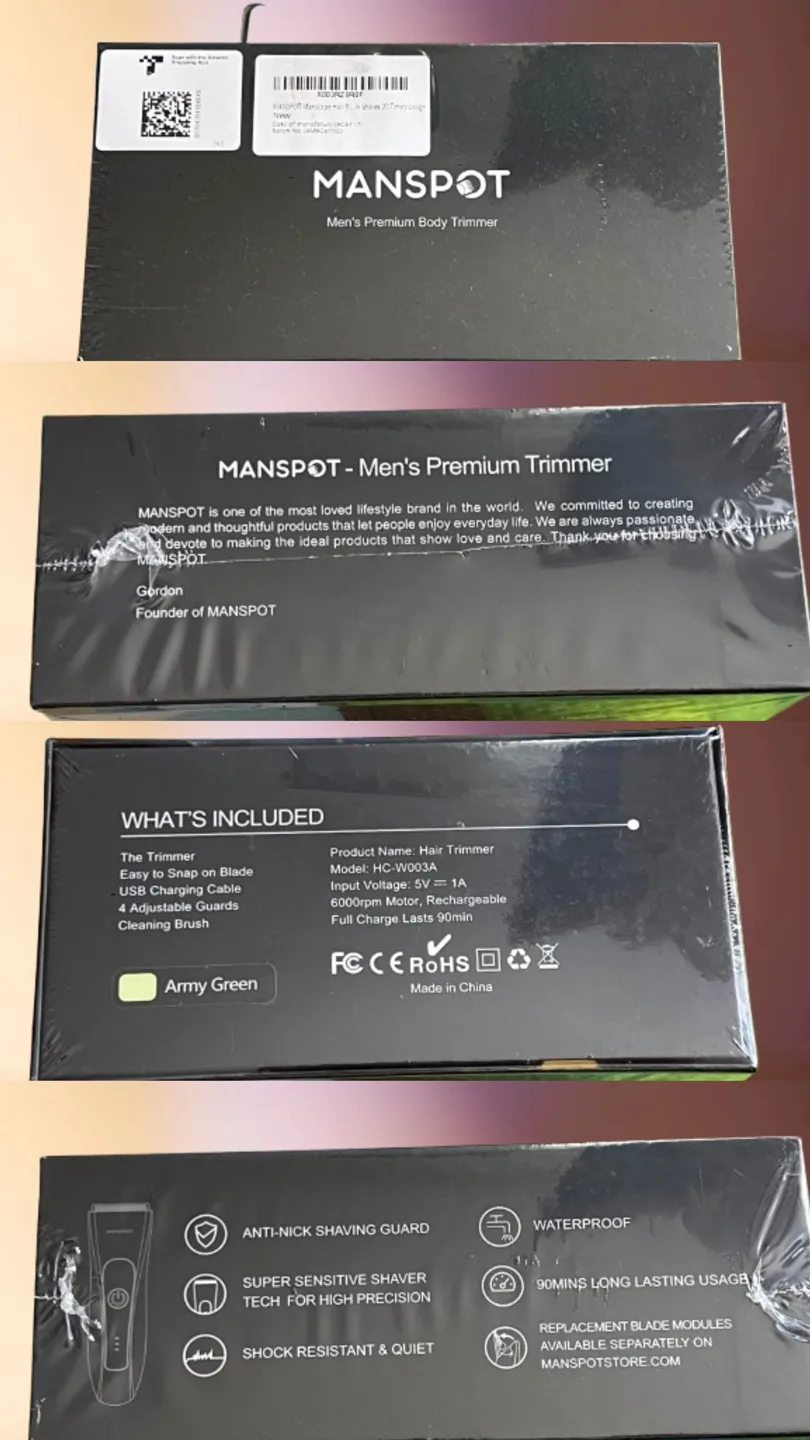 MANSPOT
Men's Premium Body Trimmer
New
MANSPOT - Men's Premium Trimmer
MANSPOT is one of the most loved lifestyle brand in the world. We committed to creating
modern and thoughtful products that let people enjoy everyday life. We are always passionate
and devote to making the ideal products that show love and care. Thank you for choosing
MANSPOT.
Gordon
Founder of MANSPOT
WHAT'S INCLUDED
The Trimmer
Easy to Snap on Blade
USB Charging Cable
4 Adjustable Guards
Cleaning Brush
Product Name: Hair Trimmer
Model: HC-W003A
Input Voltage: 5V ⎓ 1A
6000rpm Motor, Rechargeable
Full Charge Lasts 90min
FC CE RoHS
Made in China
Army Green
ANTI-NICK SHAVING GUARD
SUPER SENSITIVE SHAVER
TECH FOR HIGH PRECISION
SHOCK RESISTANT & QUIET
WATERPROOF
90MINS LONG LASTING USAGE
REPLACEMENT BLADE MODULES
AVAILABLE SEPARATELY ON
MANSPOTSTORE.COM